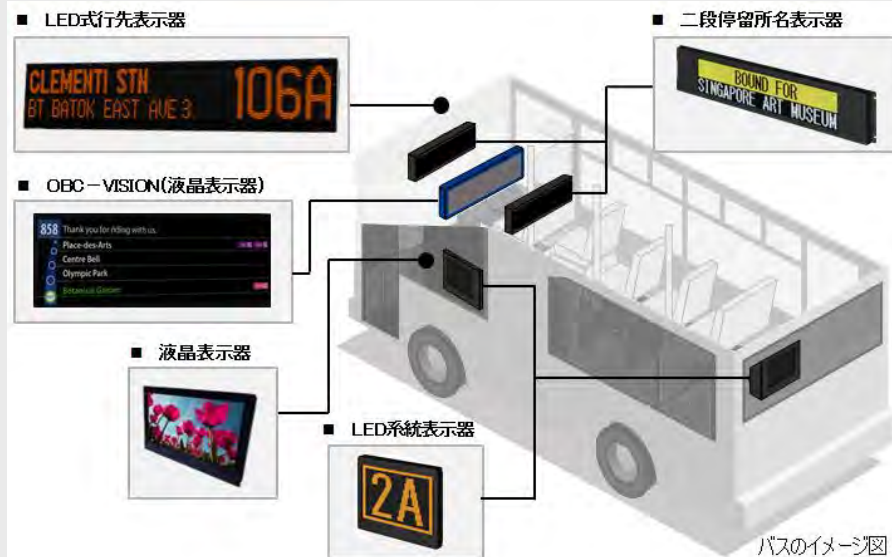 ■ LED式行先表示器
CLEMENTI STN
BT BATOK EAST AVE 3
106A
■ 二段停留所名表示器
BOUND FOR
SINGAPORE ART MUSEUM
■ OBC－VISION(液晶表示器)
858 Thank you for riding with us.
Place-des-Arts
Centre Bell
Olympic Park
Botanical Garden
■ 液晶表示器
■ LED系統表示器
2A
バスのイメージ図